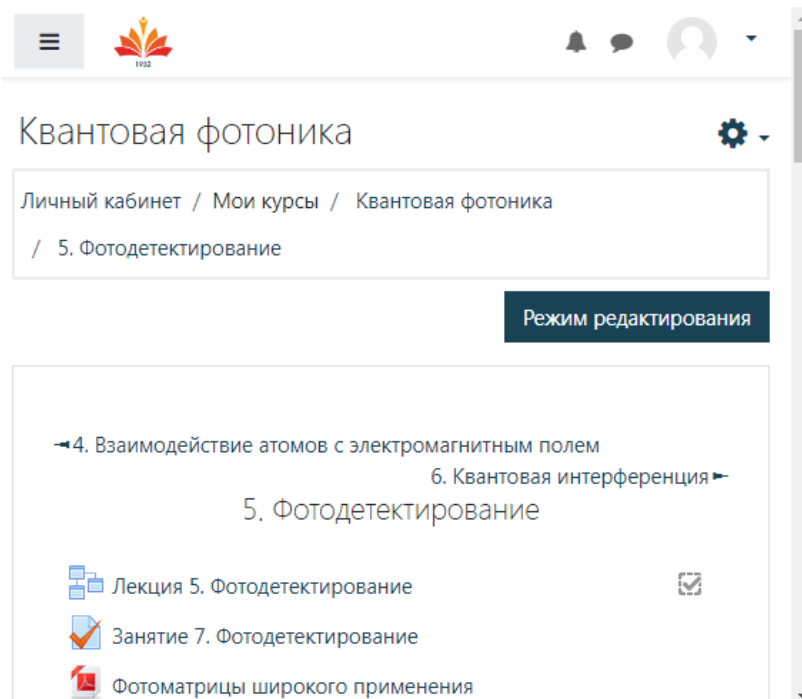 1932
Квантовая фотоника
Личный кабинет / Мои курсы / Квантовая фотоника
/ 5. Фотодетектирование
Режим редактирования
4. Взаимодействие атомов с электромагнитным полем
6. Квантовая интерференция
5. Фотодетектирование
Лекция 5. Фотодетектирование
Занятие 7. Фотодетектирование
Фотоматрицы широкого применения